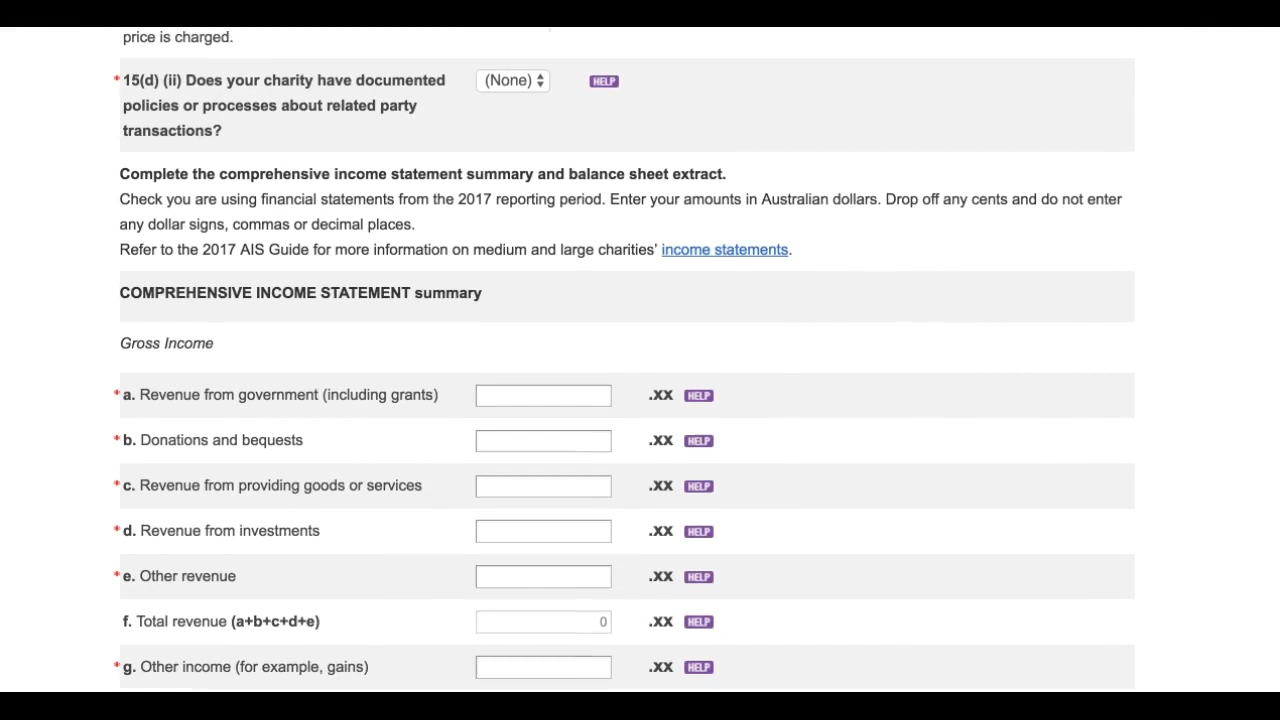 price is charged.
* 15(d) (ii) Does your charity have documented (None) HELP
policies or processes about related party
transactions?
Complete the comprehensive income statement summary and balance sheet extract.
Check you are using financial statements from the 2017 reporting period. Enter your amounts in Australian dollars. Drop off any cents and do not enter
any dollar signs, commas or decimal places.
Refer to the 2017 AIS Guide for more information on medium and large charities’ income statements.
COMPREHENSIVE INCOME STATEMENT summary
Gross Income
* a. Revenue from government (including grants) .XX HELP
* b. Donations and bequests .XX HELP
* c. Revenue from providing goods or services .XX HELP
* d. Revenue from investments .XX HELP
* e. Other revenue .XX HELP
f. Total revenue (a+b+c+d+e) 0 .XX HELP
* g. Other income (for example, gains) .XX HELP